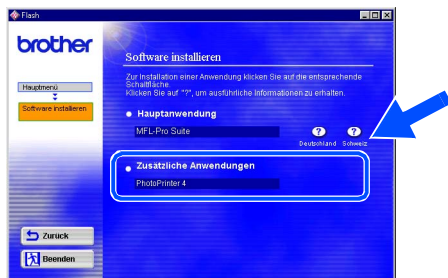 Flash
brother
Software installieren
Zur Installation einer Anwendung klicken Sie auf die entsprechende
Schaltfläche.
Klicken Sie auf "?", um ausführliche Informationen zu erhalten.
Hauptmenü
Software installieren
Hauptanwendung
MFL-Pro Suite
?
?
Deutschland
Schweiz
Zusätzliche Anwendungen
PhotoPrinter 4
Zurück
Beenden